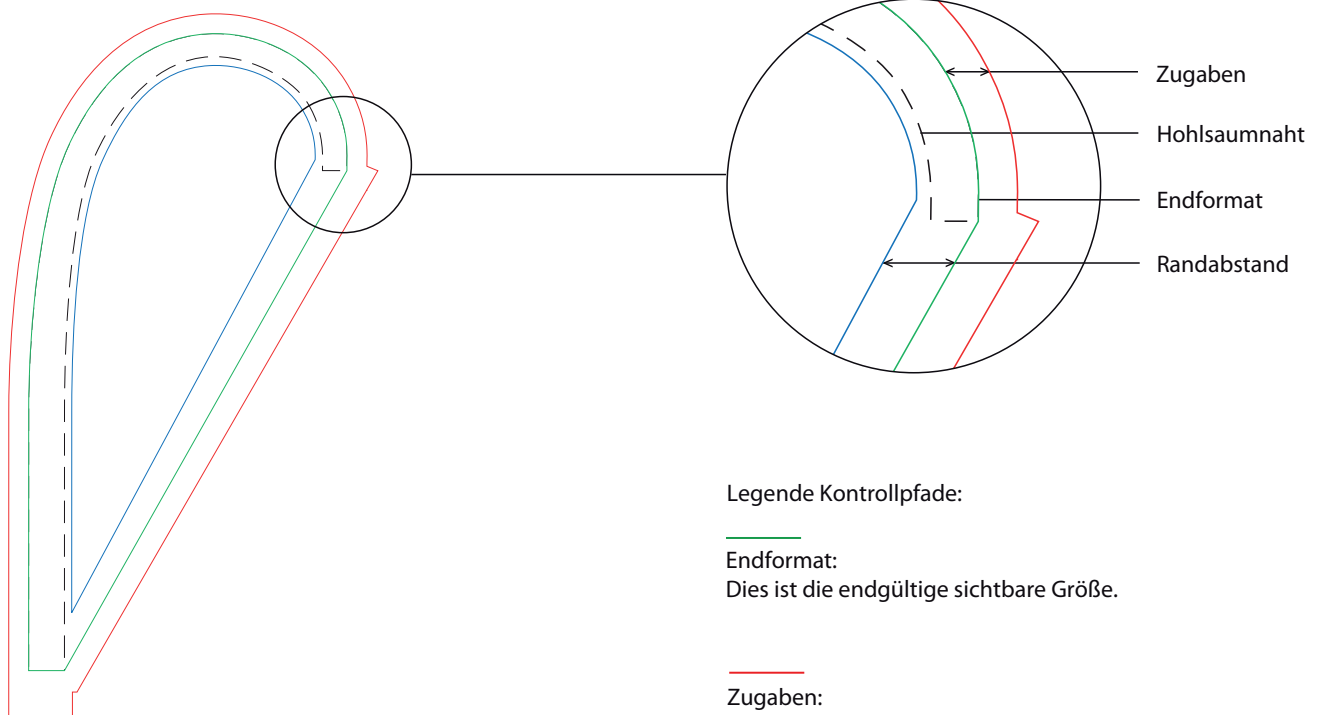 Zugaben
Hohlsaumnaht
Endformat
Randabstand
Legende Kontrollpfade:
Endformat:
Dies ist die endgültige sichtbare Größe.
Zugaben: